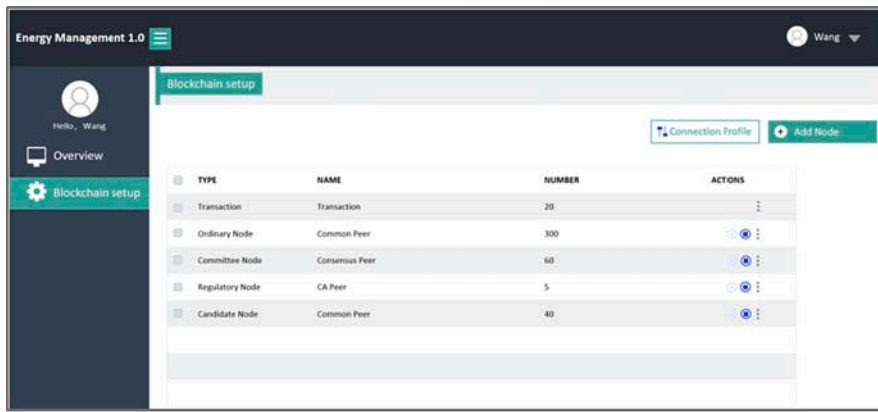 Energy Management 1.0
Wang
Hello, Wang
Overview
Blockchain setup
Blockchain setup
Connection Profile
Add Node
TYPE NAME NUMBER ACTIONS
Transaction Transaction 20
Ordinary Node Common Peer 300
Committee Node Consensus Peer 60
Regulatory Node CA Peer 5
Candidate Node Common Peer 40